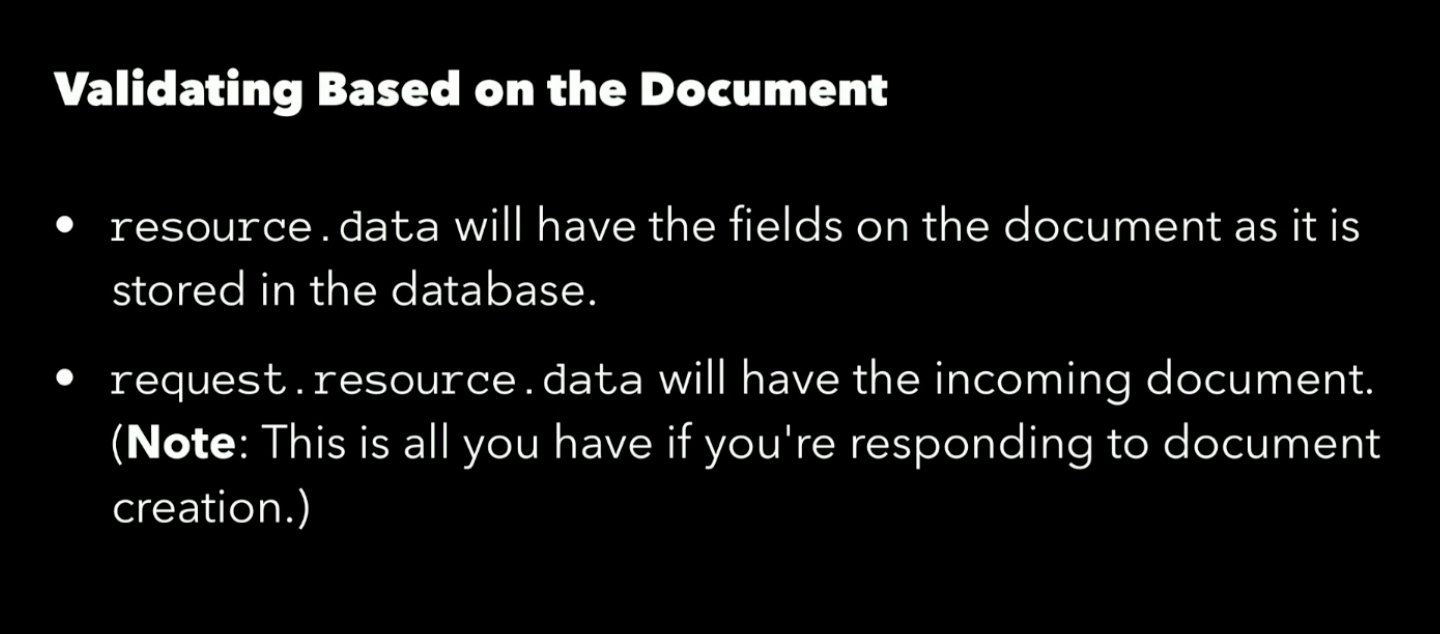 Validating Based on the Document
• resource.data will have the fields on the document as it is
stored in the database.
• request.resource.data will have the incoming document.
(Note: This is all you have if you're responding to document
creation.)